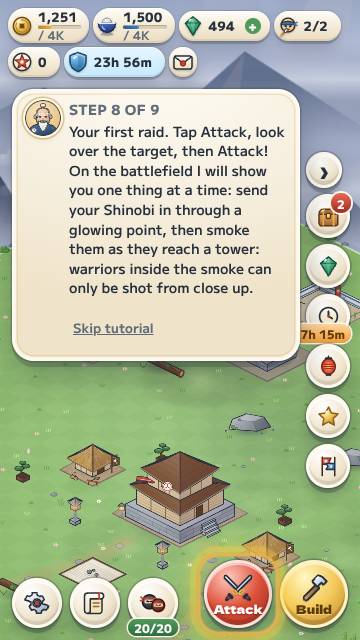 1,251
/ 4K
1,500
/ 4K
494
+
2/2
0
23h 56m
STEP 8 OF 9
Your first raid. Tap Attack, look
over the target, then Attack!
On the battlefield I will show
you one thing at a time: send
your Shinobi in through a
glowing point, then smoke
them as they reach a tower:
warriors inside the smoke can
only be shot from close up.
Skip tutorial
2
7h 15m
Attack
Build
20/20